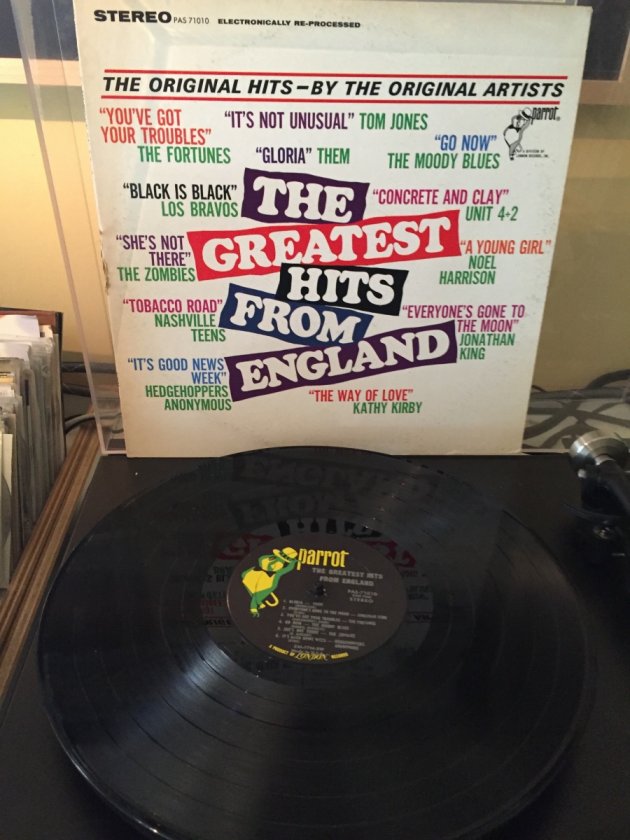 STEREO PAS 71010 ELECTRONICALLY RE-PROCESSED
THE ORIGINAL HITS–BY THE ORIGINAL ARTISTS
"YOU'VE GOT
YOUR TROUBLES"
THE FORTUNES
"IT'S NOT UNUSUAL" TOM JONES
"GLORIA" THEM
"GO NOW"
THE MOODY BLUES
parrot
"BLACK IS BLACK"
LOS BRAVOS
"CONCRETE AND CLAY"
UNIT 4+2
THE
GREATEST
HITS
FROM
ENGLAND
"SHE'S NOT
THERE"
THE ZOMBIES
"A YOUNG GIRL"
NOEL
HARRISON
"TOBACCO ROAD"
NASHVILLE
TEENS
"EVERYONE'S GONE TO
THE MOON"
JONATHAN
KING
"IT'S GOOD NEWS
WEEK"
HEDGEHOPPERS
ANONYMOUS
"THE WAY OF LOVE"
KATHY KIRBY
parrot
THE GREATEST HITS
FROM ENGLAND
PAS-71010
STEREO
A PRODUCT OF LONDON RECORDS